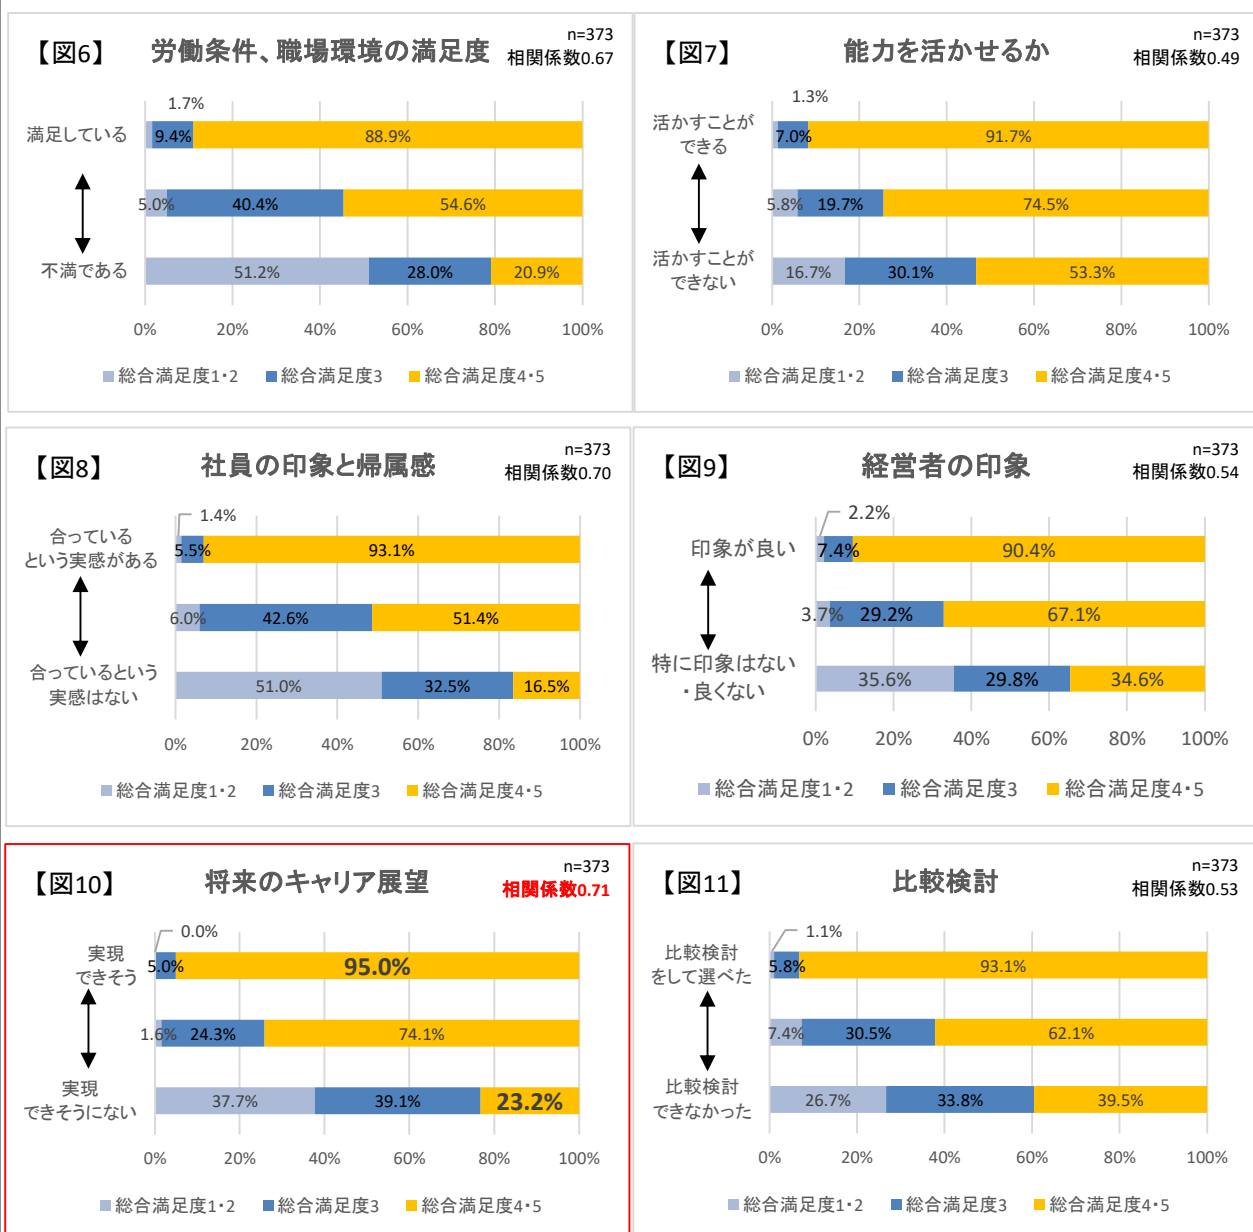 【図6】
労働条件、職場環境の満足度
n=373
相関係数0.67
1.7%
満足している
9.4%
88.9%
5.0%
40.4%
54.6%
不満である
51.2%
28.0%
20.9%
0% 20% 40% 60% 80% 100%
総合満足度1・2 総合満足度3 総合満足度4・5
【図7】
能力を活かせるか
n=373
相関係数0.49
1.3%
活かすことが
できる
7.0%
91.7%
5.8%
19.7%
74.5%
活かすことが
できない
16.7%
30.1%
53.3%
0% 20% 40% 60% 80% 100%
総合満足度1・2 総合満足度3 総合満足度4・5
【図8】
社員の印象と帰属感
n=373
相関係数0.70
1.4%
合っている
という実感がある
5.5%
93.1%
6.0%
42.6%
51.4%
合っているという
実感はない
51.0%
32.5%
16.5%
0% 20% 40% 60% 80% 100%
総合満足度1・2 総合満足度3 総合満足度4・5
【図9】
経営者の印象
n=373
相関係数0.54
2.2%
印象が良い
7.4%
90.4%
3.7%
29.2%
67.1%
特に印象はない
・良くない
35.6%
29.8%
34.6%
0% 20% 40% 60% 80% 100%
総合満足度1・2 総合満足度3 総合満足度4・5
【図10】
将来のキャリア展望
n=373
相関係数0.71
0.0%
実現
できそう
5.0%
95.0%
1.6%
24.3%
74.1%
実現
できそうにない
37.7%
39.1%
23.2%
0% 20% 40% 60% 80% 100%
総合満足度1・2 総合満足度3 総合満足度4・5
【図11】
比較検討
n=373
相関係数0.53
1.1%
比較検討
をして選べた
5.8%
93.1%
7.4%
30.5%
62.1%
比較検討
できなかった
26.7%
33.8%
39.5%
0% 20% 40% 60% 80% 100%
総合満足度1・2 総合満足度3 総合満足度4・5